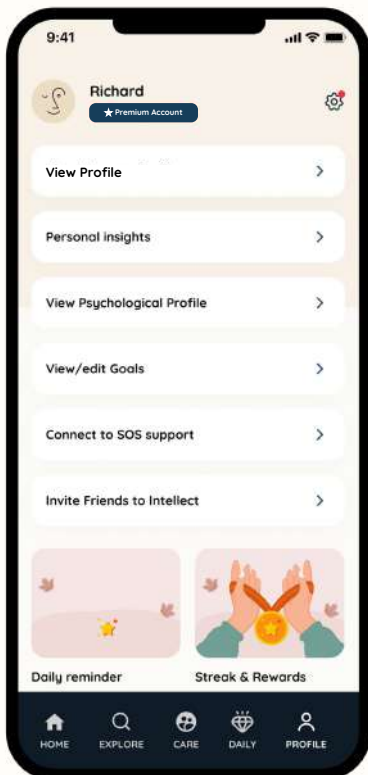 9:41
Richard
Premium Account
View Profile
Personal insights
View Psychological Profile
View/edit Goals
Connect to SOS support
Invite Friends to Intellect
Daily reminder Streak & Rewards
HOME EXPLORE CARE DAILY PROFILE